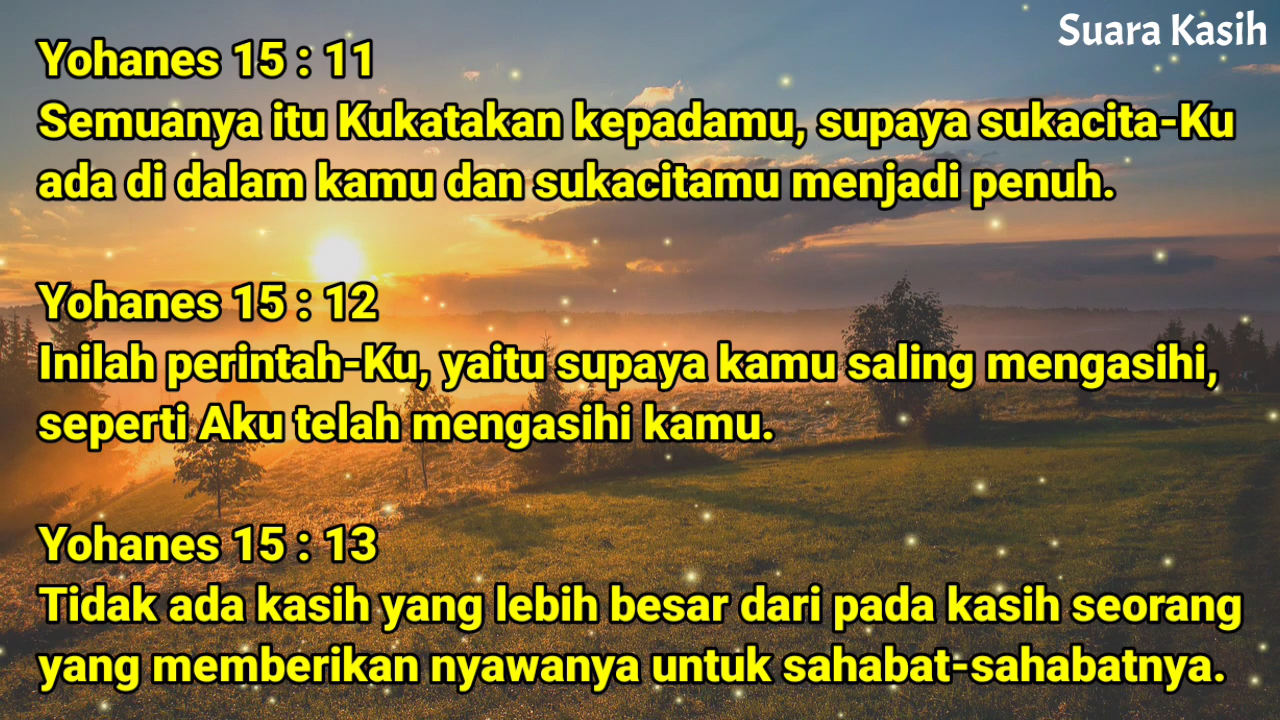 Suara Kasih
Yohanes 15 : 11
Semuanya itu Kukatakan kepadamu, supaya sukacita-Ku
ada di dalam kamu dan sukacitamu menjadi penuh.
Yohanes 15 : 12
Inilah perintah-Ku, yaitu supaya kamu saling mengasihi,
seperti Aku telah mengasihi kamu.
Yohanes 15 : 13
Tidak ada kasih yang lebih besar dari pada kasih seorang
yang memberikan nyawanya untuk sahabat-sahabatnya.